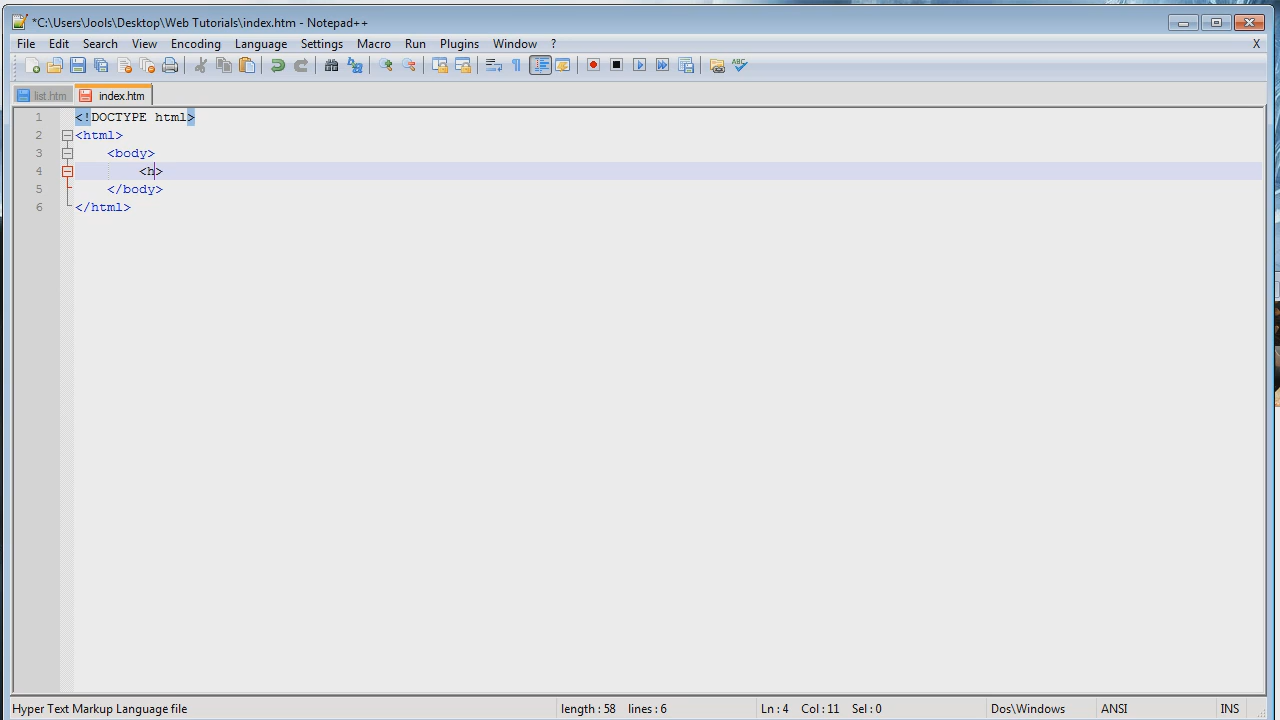 *C:\Users\Jools\Desktop\Web Tutorials\index.htm - Notepad++
File Edit Search View Encoding Language Settings Macro Run Plugins Window ? X
list.htm index.htm
1 <!DOCTYPE html>
2 <html>
3 <body>
4 <h>
5 </body>
6 </html>
Hyper Text Markup Language file length : 58 lines : 6 Ln : 4 Col : 11 Sel : 0 Dos\Windows ANSI INS